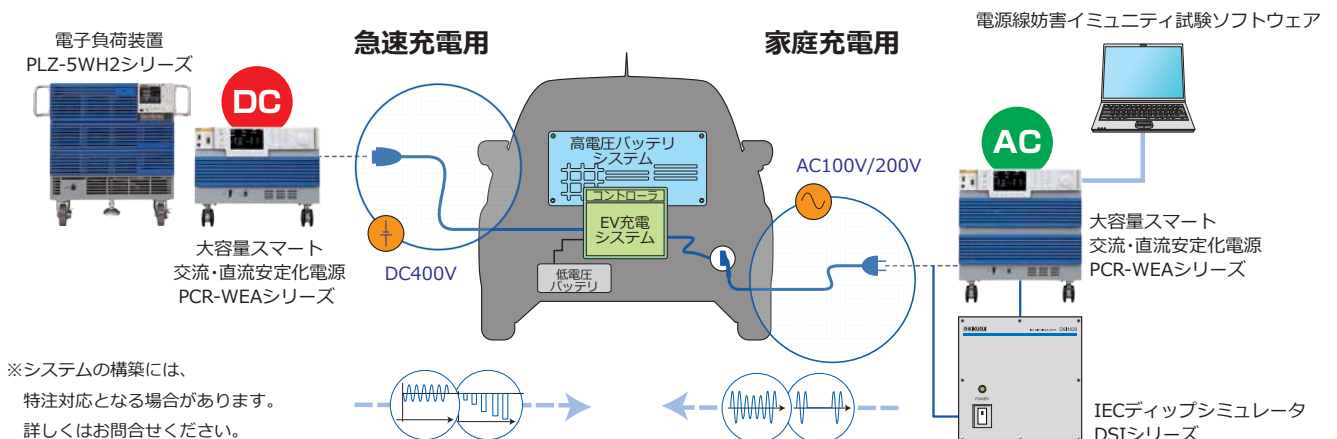 電子負荷装置
PLZ-5WH2シリーズ
急速充電用
家庭充電用
電源線妨害イミュニティ試験ソフトウェア
DC
AC
高電圧バッテリ
システム
コントローラ
EV充電
システム
低電圧
バッテリ
DC400V
AC100V/200V
大容量スマート
交流・直流安定化電源
PCR-WEAシリーズ
大容量スマート
交流・直流安定化電源
PCR-WEAシリーズ
KIKUSUI
DSI1020
POWER
IECディップシミュレータ
DSIシリーズ
※システムの構築には、
特注対応となる場合があります。
詳しくはお問合せください。